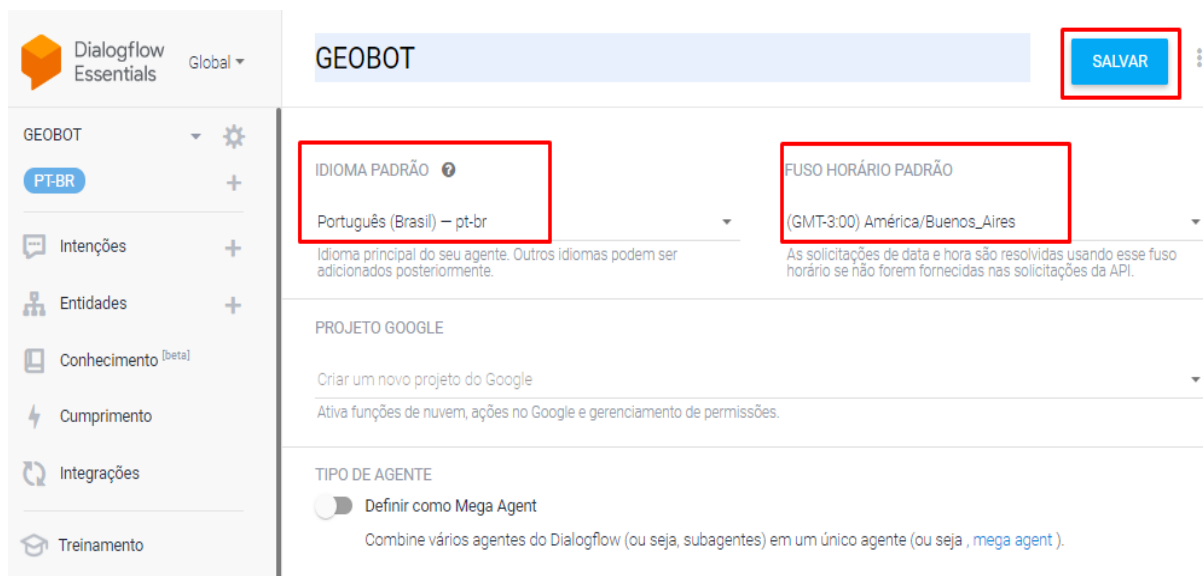 Dialogflow
Essentials
Global
GEOBOT
SALVAR
GEOBOT
PT-BR
Intenções
Entidades
Conhecimento [beta]
Cumprimento
Integrações
Treinamento
IDIOMA PADRÃO
FUSO HORÁRIO PADRÃO
Português (Brasil) — pt-br
(GMT-3:00) América/Buenos_Aires
Idioma principal do seu agente. Outros idiomas podem ser
adicionados posteriormente.
As solicitações de data e hora são resolvidas usando esse fuso
horário se não forem fornecidas nas solicitações da API.
PROJETO GOOGLE
Criar um novo projeto do Google
Ativa funções de nuvem, ações no Google e gerenciamento de permissões.
TIPO DE AGENTE
Definir como Mega Agent
Combine vários agentes do Dialogflow (ou seja, subagentes) em um único agente (ou seja , mega agent ).